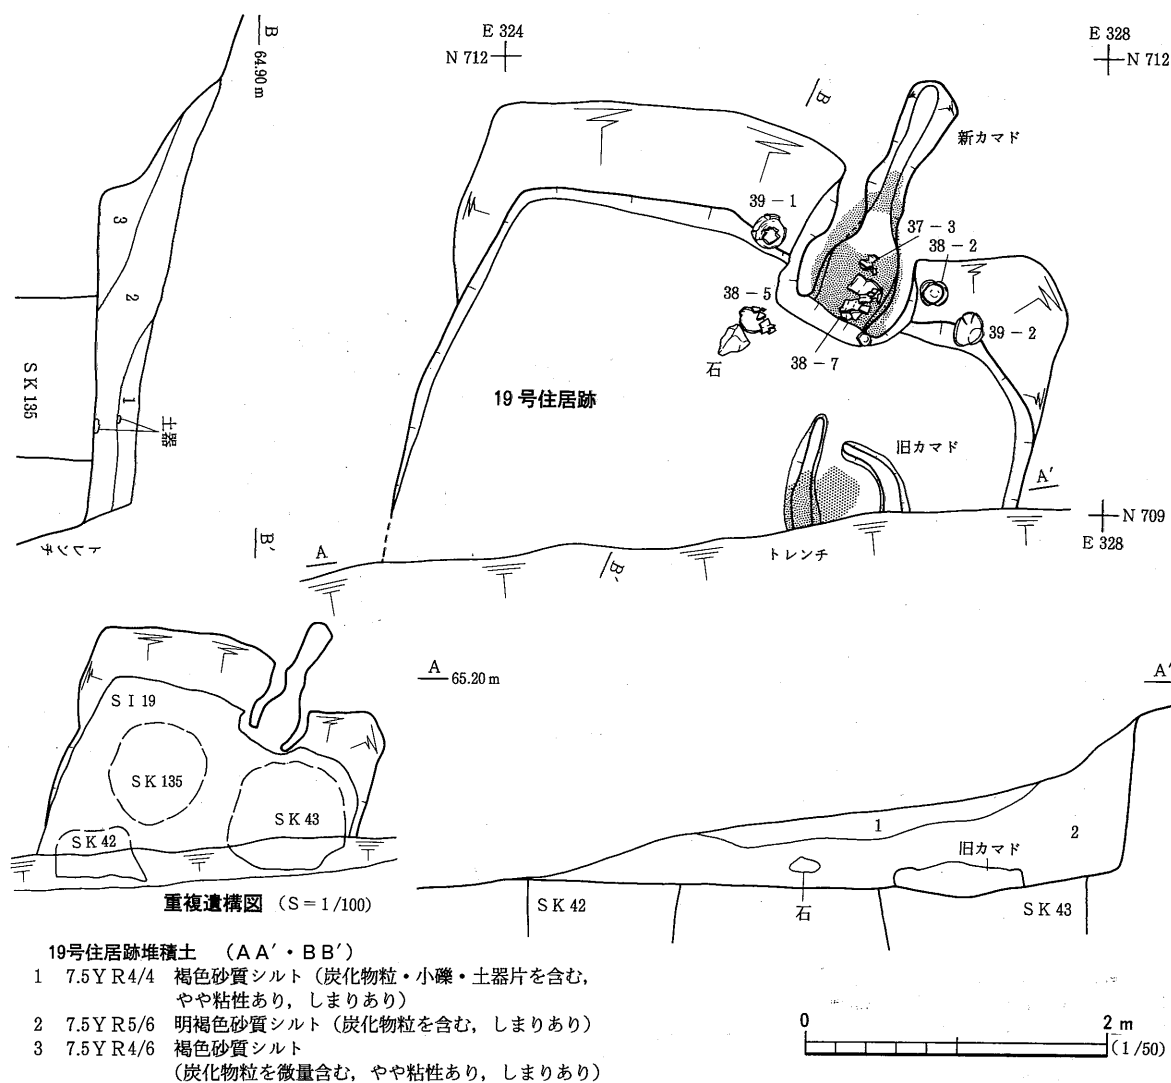 B
64.90 m
3
2
1
SK 135
土器
トレンチ
B′
E 324
N 712
E 328
N 712
B
新カマド
39-1
37-3
38-2
38-5
石
38-7
39-2
19号住居跡
旧カマド
A′
N 709
E 328
トレンチ
A
B′
SI 19
SK 135
SK 43
SK 42
重複遺構図 (S=1/100)
A
65.20 m
A′
1
2
旧カマド
石
SK 42
SK 43
19号住居跡堆積土 (AA′・BB′)
1 7.5YR4/4 褐色砂質シルト(炭化物粒・小礫・土器片を含む,
やや粘性あり, しまりあり)
2 7.5YR5/6 明褐色砂質シルト(炭化物粒を含む, しまりあり)
3 7.5YR4/6 褐色砂質シルト
(炭化物粒を微量含む, やや粘性あり, しまりあり)
0 2 m
(1/50)